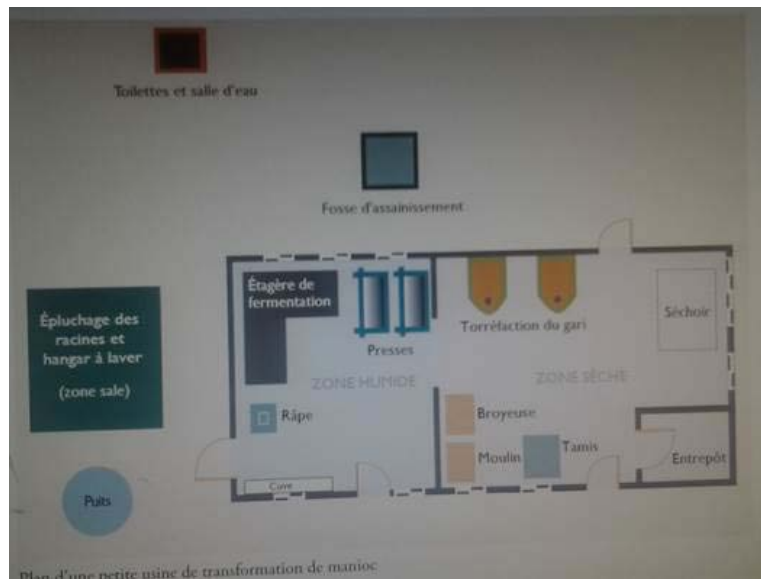 Toilettes et salle d'eau
Fosse d'assainissement
Étagère de
fermentation
Presses
Torréfaction du gari
Séchoir
Épluchage des
racines et
hangar à laver
(zone sale)
ZONE HUMIDE
ZONE SÈCHE
Râpe
Broyeuse
Moulin
Tamis
Entrepôt
Cuve
Puits
Plan d'une petite usine de transformation de manioc